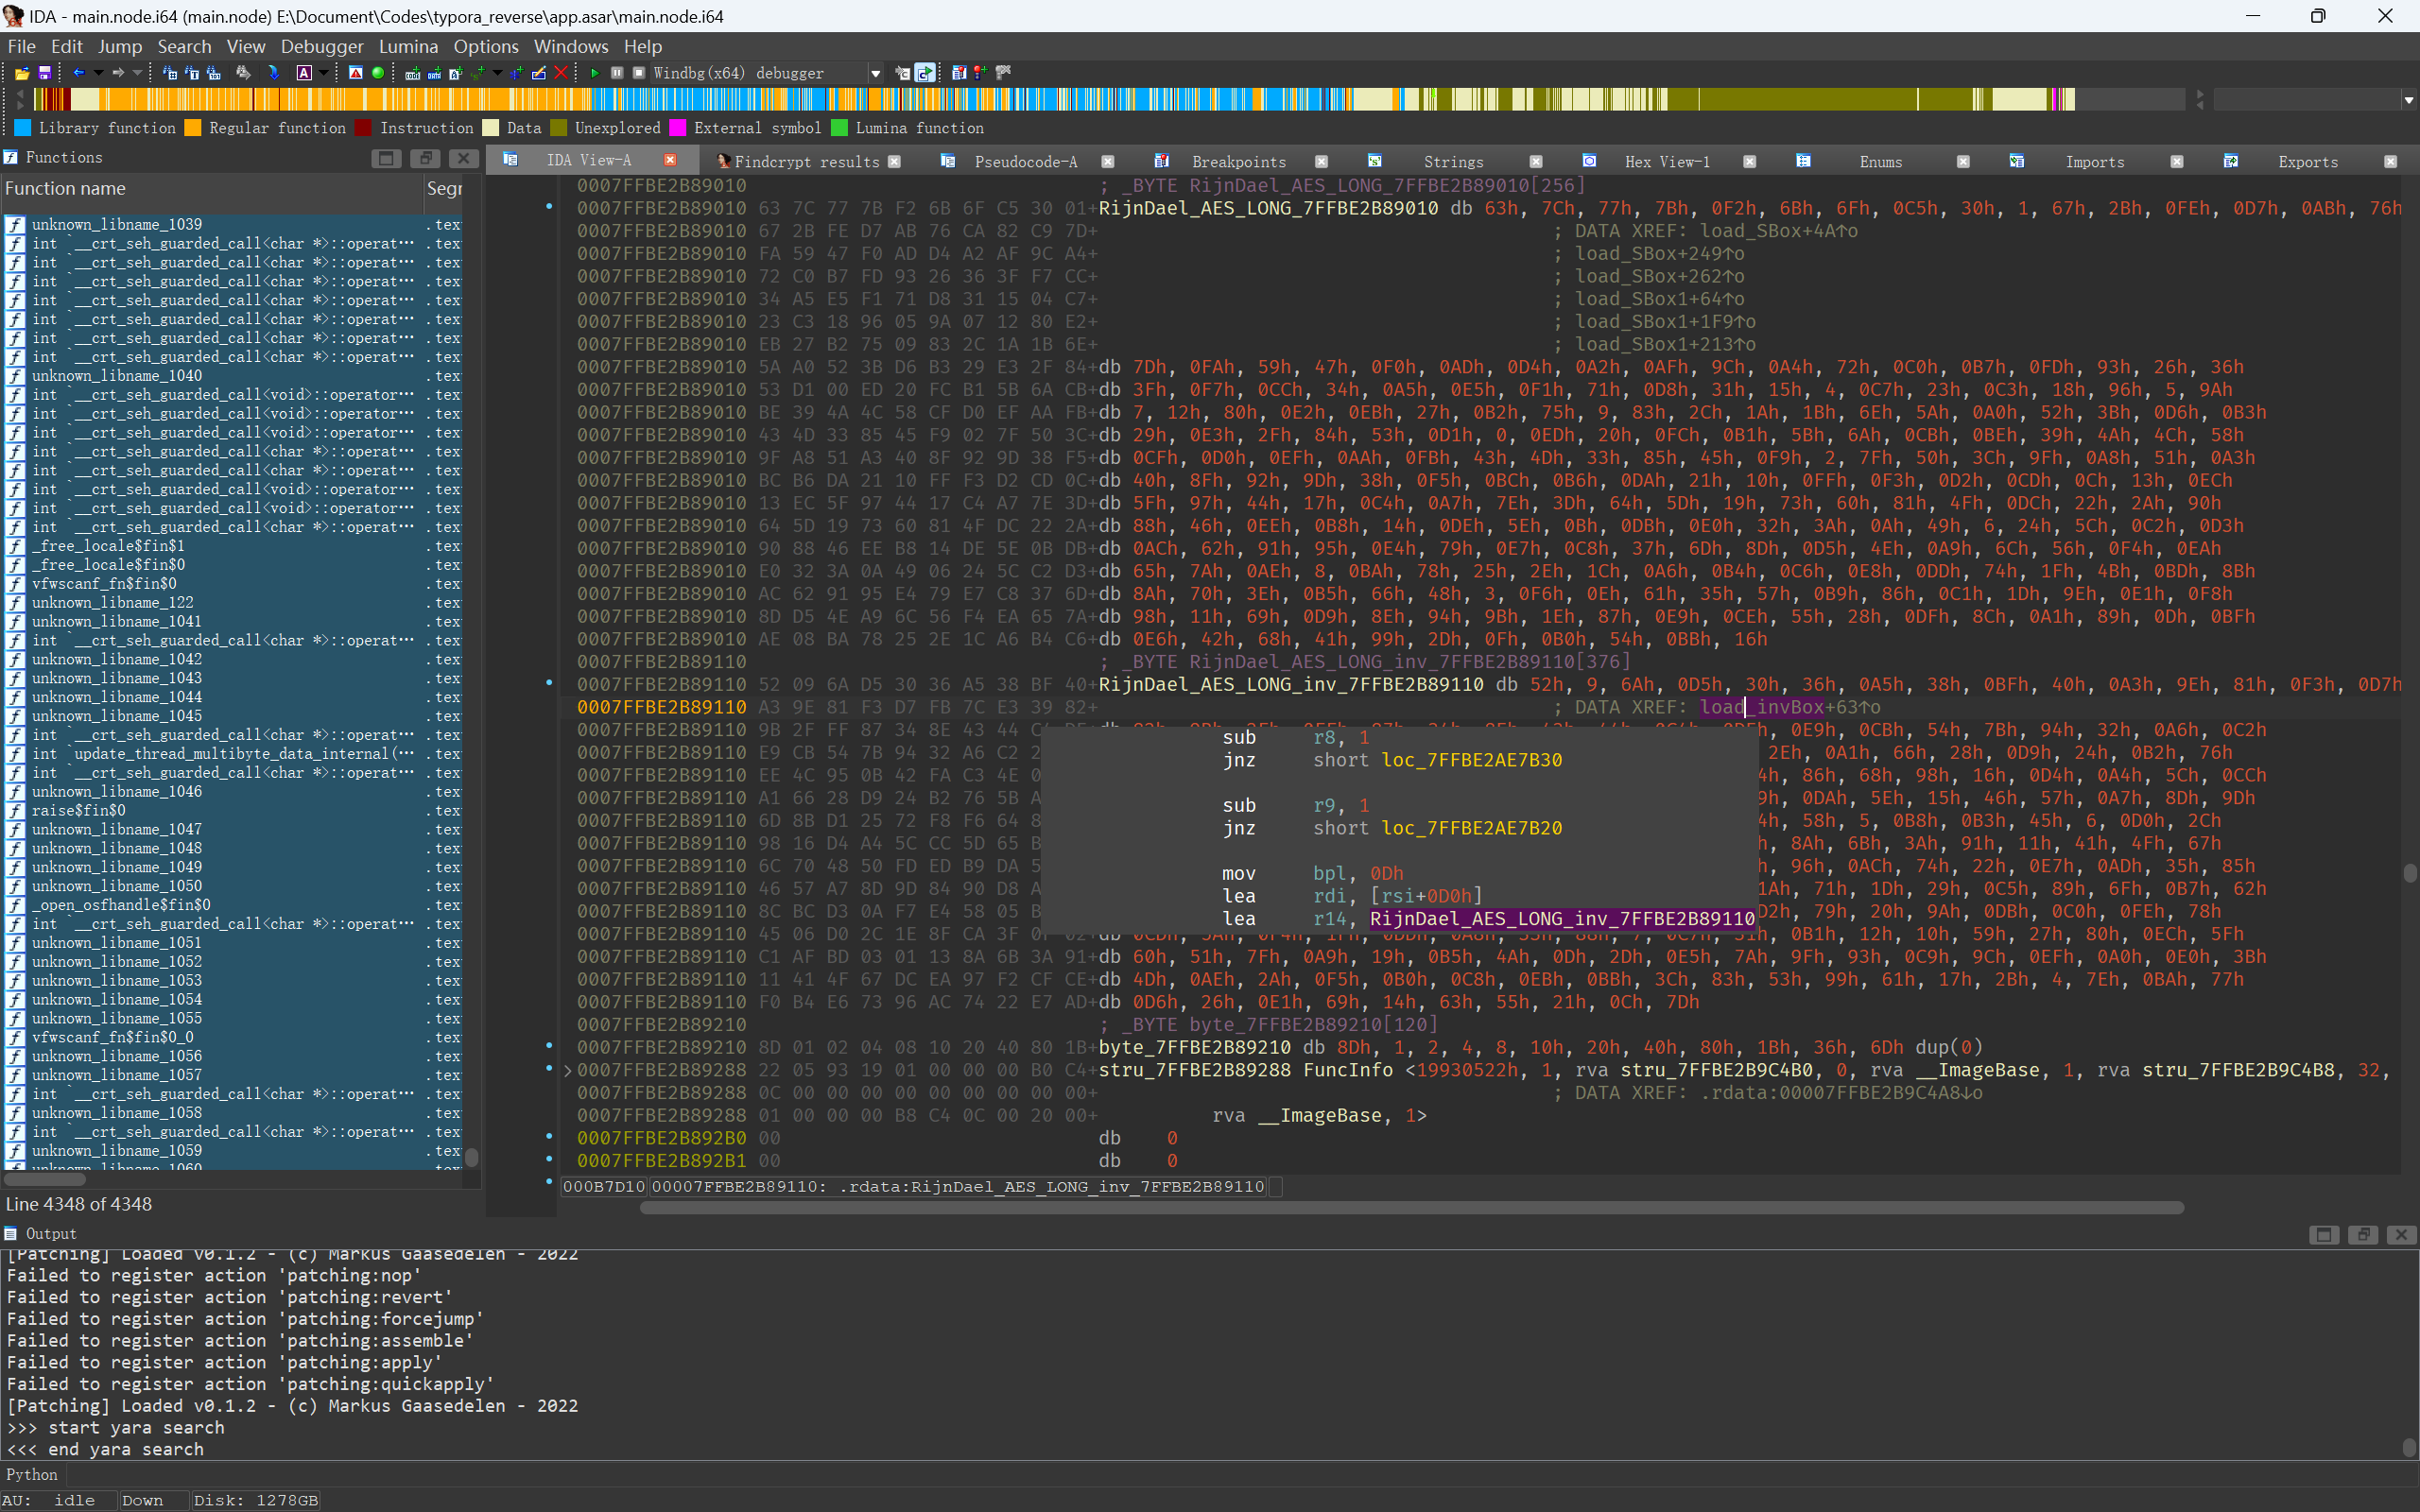 IDA - main.node.i64 (main.node) E:\Document\Codes\typora_reverse\app.asar\main.node.i64
File Edit Jump Search View Debugger Lumina Options Windows Help
Windbg(x64) debugger
Library function Regular function Instruction Data Unexplored External symbol Lumina function
Functions
Function name Segr
unknown_libname_1039 .tex
int `__crt_seh_guarded_call<char *>::operat… .tex
int `__crt_seh_guarded_call<char *>::operat… .tex
int `__crt_seh_guarded_call<char *>::operat… .tex
int `__crt_seh_guarded_call<char *>::operat… .tex
int `__crt_seh_guarded_call<char *>::operat… .tex
int `__crt_seh_guarded_call<char *>::operat… .tex
int `__crt_seh_guarded_call<char *>::operat… .tex
unknown_libname_1040 .tex
int `__crt_seh_guarded_call<void>::operator… .tex
int `__crt_seh_guarded_call<void>::operator… .tex
int `__crt_seh_guarded_call<void>::operator… .tex
int `__crt_seh_guarded_call<char *>::operat… .tex
int `__crt_seh_guarded_call<char *>::operat… .tex
int `__crt_seh_guarded_call<void>::operator… .tex
int `__crt_seh_guarded_call<void>::operator… .tex
int `__crt_seh_guarded_call<char *>::operat… .tex
_free_locale$fin$1 .tex
_free_locale$fin$0 .tex
vfwscanf_fn$fin$0 .tex
unknown_libname_122 .tex
unknown_libname_1041 .tex
int `__crt_seh_guarded_call<char *>::operat… .tex
unknown_libname_1042 .tex
unknown_libname_1043 .tex
unknown_libname_1044 .tex
unknown_libname_1045 .tex
int `__crt_seh_guarded_call<char *>::operat… .tex
int `update_thread_multibyte_data_internal(… .tex
int `__crt_seh_guarded_call<char *>::operat… .tex
unknown_libname_1046 .tex
raise$fin$0 .tex
unknown_libname_1047 .tex
unknown_libname_1048 .tex
unknown_libname_1049 .tex
unknown_libname_1050 .tex
_open_osfhandle$fin$0 .tex
int `__crt_seh_guarded_call<char *>::operat… .tex
unknown_libname_1051 .tex
unknown_libname_1052 .tex
unknown_libname_1053 .tex
unknown_libname_1054 .tex
unknown_libname_1055 .tex
vfwscanf_fn$fin$0_0 .tex
unknown_libname_1056 .tex
unknown_libname_1057 .tex
int `__crt_seh_guarded_call<char *>::operat… .tex
unknown_libname_1058 .tex
int `__crt_seh_guarded_call<char *>::operat… .tex
unknown_libname_1059 .tex
unknown_libname_1060 .tex
Line 4348 of 4348
IDA View-A Findcrypt results Pseudocode-A Breakpoints Strings Hex View-1 Enums Imports Exports
0007FFBE2B89010 ; _BYTE RijnDael_AES_LONG_7FFBE2B89010[256]
0007FFBE2B89010 63 7C 77 7B F2 6B 6F C5 30 01+RijnDael_AES_LONG_7FFBE2B89010 db 63h, 7Ch, 77h, 7Bh, 0F2h, 6Bh, 6Fh, 0C5h, 30h, 1, 67h, 2Bh, 0FEh, 0D7h, 0ABh, 76h
0007FFBE2B89010 67 2B FE D7 AB 76 CA 82 C9 7D+ ; DATA XREF: load_SBox+4A↑o
0007FFBE2B89010 FA 59 47 F0 AD D4 A2 AF 9C A4+ ; load_SBox+249↑o
0007FFBE2B89010 72 C0 B7 FD 93 26 36 3F F7 CC+ ; load_SBox+262↑o
0007FFBE2B89010 34 A5 E5 F1 71 D8 31 15 04 C7+ ; load_SBox1+64↑o
0007FFBE2B89010 23 C3 18 96 05 9A 07 12 80 E2+ ; load_SBox1+1F9↑o
0007FFBE2B89010 EB 27 B2 75 09 83 2C 1A 1B 6E+ ; load_SBox1+213↑o
0007FFBE2B89010 5A A0 52 3B D6 B3 29 E3 2F 84+db 7Dh, 0FAh, 59h, 47h, 0F0h, 0ADh, 0D4h, 0A2h, 0AFh, 9Ch, 0A4h, 72h, 0C0h, 0B7h, 0FDh, 93h, 26h, 36h
0007FFBE2B89010 53 D1 00 ED 20 FC B1 5B 6A CB+db 3Fh, 0F7h, 0CCh, 34h, 0A5h, 0E5h, 0F1h, 71h, 0D8h, 31h, 15h, 4, 0C7h, 23h, 0C3h, 18h, 96h, 5, 9Ah
0007FFBE2B89010 BE 39 4A 4C 58 CF D0 EF AA FB+db 7, 12h, 80h, 0E2h, 0EBh, 27h, 0B2h, 75h, 9, 83h, 2Ch, 1Ah, 1Bh, 6Eh, 5Ah, 0A0h, 52h, 3Bh, 0D6h, 0B3h
0007FFBE2B89010 43 4D 33 85 45 F9 02 7F 50 3C+db 29h, 0E3h, 2Fh, 84h, 53h, 0D1h, 0, 0EDh, 20h, 0FCh, 0B1h, 5Bh, 6Ah, 0CBh, 0BEh, 39h, 4Ah, 4Ch, 58h
0007FFBE2B89010 9F A8 51 A3 40 8F 92 9D 38 F5+db 0CFh, 0D0h, 0EFh, 0AAh, 0FBh, 43h, 4Dh, 33h, 85h, 45h, 0F9h, 2, 7Fh, 50h, 3Ch, 9Fh, 0A8h, 51h, 0A3h
0007FFBE2B89010 BC B6 DA 21 10 FF F3 D2 CD 0C+db 40h, 8Fh, 92h, 9Dh, 38h, 0F5h, 0BCh, 0B6h, 0DAh, 21h, 10h, 0FFh, 0F3h, 0D2h, 0CDh, 0Ch, 13h, 0ECh
0007FFBE2B89010 13 EC 5F 97 44 17 C4 A7 7E 3D+db 5Fh, 97h, 44h, 17h, 0C4h, 0A7h, 7Eh, 3Dh, 64h, 5Dh, 19h, 73h, 60h, 81h, 4Fh, 0DCh, 22h, 2Ah, 90h
0007FFBE2B89010 64 5D 19 73 60 81 4F DC 22 2A+db 88h, 46h, 0EEh, 0B8h, 14h, 0DEh, 5Eh, 0Bh, 0DBh, 0E0h, 32h, 3Ah, 0Ah, 49h, 6, 24h, 5Ch, 0C2h, 0D3h
0007FFBE2B89010 90 88 46 EE B8 14 DE 5E 0B DB+db 0ACh, 62h, 91h, 95h, 0E4h, 79h, 0E7h, 0C8h, 37h, 6Dh, 8Dh, 0D5h, 4Eh, 0A9h, 6Ch, 56h, 0F4h, 0EAh
0007FFBE2B89010 E0 32 3A 0A 49 06 24 5C C2 D3+db 65h, 7Ah, 0AEh, 8, 0BAh, 78h, 25h, 2Eh, 1Ch, 0A6h, 0B4h, 0C6h, 0E8h, 0DDh, 74h, 1Fh, 4Bh, 0BDh, 8Bh
0007FFBE2B89010 AC 62 91 95 E4 79 E7 C8 37 6D+db 8Ah, 70h, 3Eh, 0B5h, 66h, 48h, 3, 0F6h, 0Eh, 61h, 35h, 57h, 0B9h, 86h, 0C1h, 1Dh, 9Eh, 0E1h, 0F8h
0007FFBE2B89010 8D D5 4E A9 6C 56 F4 EA 65 7A+db 98h, 11h, 69h, 0D9h, 8Eh, 94h, 9Bh, 1Eh, 87h, 0E9h, 0CEh, 55h, 28h, 0DFh, 8Ch, 0A1h, 89h, 0Dh, 0BFh
0007FFBE2B89010 AE 08 BA 78 25 2E 1C A6 B4 C6+db 0E6h, 42h, 68h, 41h, 99h, 2Dh, 0Fh, 0B0h, 54h, 0BBh, 16h
0007FFBE2B89110 ; _BYTE RijnDael_AES_LONG_inv_7FFBE2B89110[376]
0007FFBE2B89110 52 09 6A D5 30 36 A5 38 BF 40+RijnDael_AES_LONG_inv_7FFBE2B89110 db 52h, 9, 6Ah, 0D5h, 30h, 36h, 0A5h, 38h, 0BFh, 40h, 0A3h, 9Eh, 81h, 0F3h, 0D7h
0007FFBE2B89110 A3 9E 81 F3 D7 FB 7C E3 39 82+ ; DATA XREF: load_invBox+63↑o
0007FFBE2B89110 9B 2F FF 87 34 8E 43 44 0E9h, 0CBh, 54h, 7Bh, 94h, 32h, 0A6h, 0C2h
0007FFBE2B89110 E9 CB 54 7B 94 32 A6 C2 2Eh, 0A1h, 66h, 28h, 0D9h, 24h, 0B2h, 76h
0007FFBE2B89110 EE 4C 95 0B 42 FA C3 4E 86h, 68h, 98h, 16h, 0D4h, 0A4h, 5Ch, 0CCh
0007FFBE2B89110 A1 66 28 D9 24 B2 76 5B 0DAh, 5Eh, 15h, 46h, 57h, 0A7h, 8Dh, 9Dh
0007FFBE2B89110 6D 8B D1 25 72 F8 F6 64 58h, 5, 0B8h, 0B3h, 45h, 6, 0D0h, 2Ch
0007FFBE2B89110 98 16 D4 A4 5C CC 5D 65 8Ah, 6Bh, 3Ah, 91h, 11h, 41h, 4Fh, 67h
0007FFBE2B89110 6C 70 48 50 FD ED B9 DA 96h, 0ACh, 74h, 22h, 0E7h, 0ADh, 35h, 85h
0007FFBE2B89110 46 57 A7 8D 9D 84 90 D8 1Ah, 71h, 1Dh, 29h, 0C5h, 89h, 6Fh, 0B7h, 62h
0007FFBE2B89110 8C BC D3 0A F7 E4 58 05 79h, 20h, 9Ah, 0DBh, 0C0h, 0FEh, 78h
0007FFBE2B89110 45 06 D0 2C 1E 8F CA 3F 0B1h, 12h, 10h, 59h, 27h, 80h, 0ECh, 5Fh
sub r8, 1
jnz short loc_7FFBE2AE7B30
sub r9, 1
jnz short loc_7FFBE2AE7B20
mov bpl, 0Dh
lea rdi, [rsi+0D0h]
lea r14, RijnDael_AES_LONG_inv_7FFBE2B89110
0007FFBE2B89110 C1 AF BD 03 01 13 8A 6B 3A 91+db 60h, 51h, 7Fh, 0A9h, 19h, 0B5h, 4Ah, 0Dh, 2Dh, 0E5h, 7Ah, 9Fh, 93h, 0C9h, 9Ch, 0EFh, 0A0h, 0E0h, 3Bh
0007FFBE2B89110 11 41 4F 67 DC EA 97 F2 CF CE+db 4Dh, 0AEh, 2Ah, 0F5h, 0B0h, 0C8h, 0EBh, 0BBh, 3Ch, 83h, 53h, 99h, 61h, 17h, 2Bh, 4, 7Eh, 0BAh, 77h
0007FFBE2B89110 F0 B4 E6 73 96 AC 74 22 E7 AD+db 0D6h, 26h, 0E1h, 69h, 14h, 63h, 55h, 21h, 0Ch, 7Dh
0007FFBE2B89210 ; _BYTE byte_7FFBE2B89210[120]
0007FFBE2B89210 8D 01 02 04 08 10 20 40 80 1B+byte_7FFBE2B89210 db 8Dh, 1, 2, 4, 8, 10h, 20h, 40h, 80h, 1Bh, 36h, 6Dh dup(0)
0007FFBE2B89288 22 05 93 19 01 00 00 00 B0 C4+stru_7FFBE2B89288 FuncInfo <19930522h, 1, rva stru_7FFBE2B9C4B0, 0, rva __ImageBase, 1, rva stru_7FFBE2B9C4B8, 32,
0007FFBE2B89288 0C 00 00 00 00 00 00 00 00 00+ ; DATA XREF: .rdata:00007FFBE2B9C4A8↓o
0007FFBE2B89288 01 00 00 00 B8 C4 0C 00 20 00+ rva __ImageBase, 1>
0007FFBE2B892B0 00 db 0
0007FFBE2B892B1 00 db 0
000B7D10 00007FFBE2B89110: .rdata:RijnDael_AES_LONG_inv_7FFBE2B89110
Output
[Patching] Loaded v0.1.2 - (c) Markus Gaasedelen - 2022
Failed to register action 'patching:nop'
Failed to register action 'patching:revert'
Failed to register action 'patching:forcejump'
Failed to register action 'patching:assemble'
Failed to register action 'patching:apply'
Failed to register action 'patching:quickapply'
[Patching] Loaded v0.1.2 - (c) Markus Gaasedelen - 2022
>>> start yara search
<<< end yara search
Python
AU: idle Down Disk: 1278GB